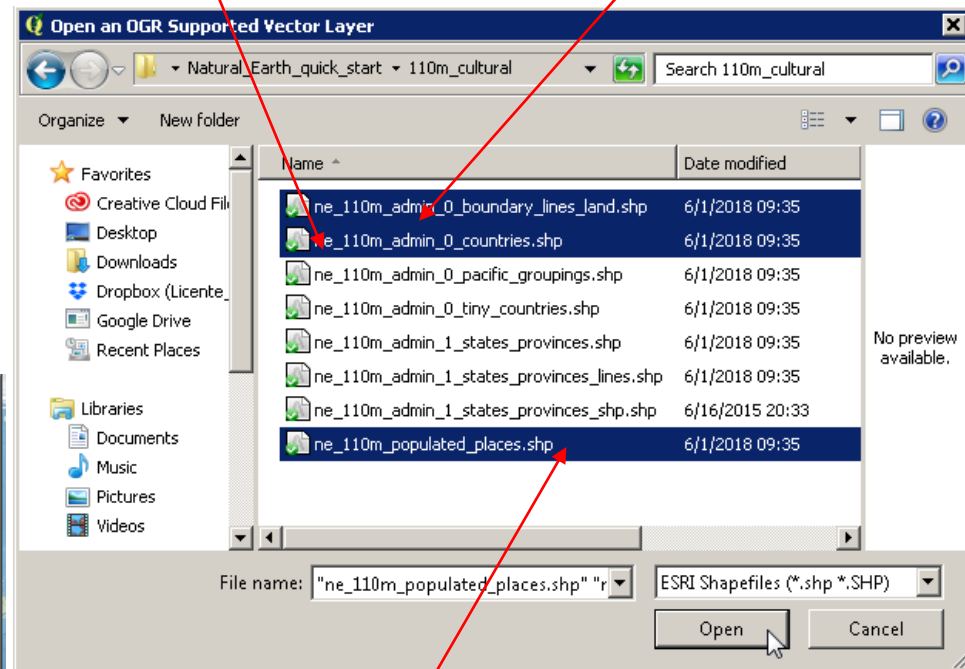 Open an OGR Supported Vector Layer
Natural_Earth_quick_start 110m_cultural
Search 110m_cultural
Organize New folder
Favorites
Creative Cloud Fil
Desktop
Downloads
Dropbox (Licente_
Google Drive
Recent Places
Libraries
Documents
Music
Pictures
Videos
Name Date modified
ne_110m_admin_0_boundary_lines_land.shp 6/1/2018 09:35
ne_110m_admin_0_countries.shp 6/1/2018 09:35
ne_110m_admin_0_pacific_groupings.shp 6/1/2018 09:35
ne_110m_admin_0_tiny_countries.shp 6/1/2018 09:35
ne_110m_admin_1_states_provinces.shp 6/1/2018 09:35
ne_110m_admin_1_states_provinces_lines.shp 6/1/2018 09:35
ne_110m_admin_1_states_provinces_shp.shp 6/16/2015 20:33
ne_110m_populated_places.shp 6/1/2018 09:35
No preview
available.
File name: "ne_110m_populated_places.shp" "r
ESRI Shapefiles (*.shp *.SHP)
Open Cancel